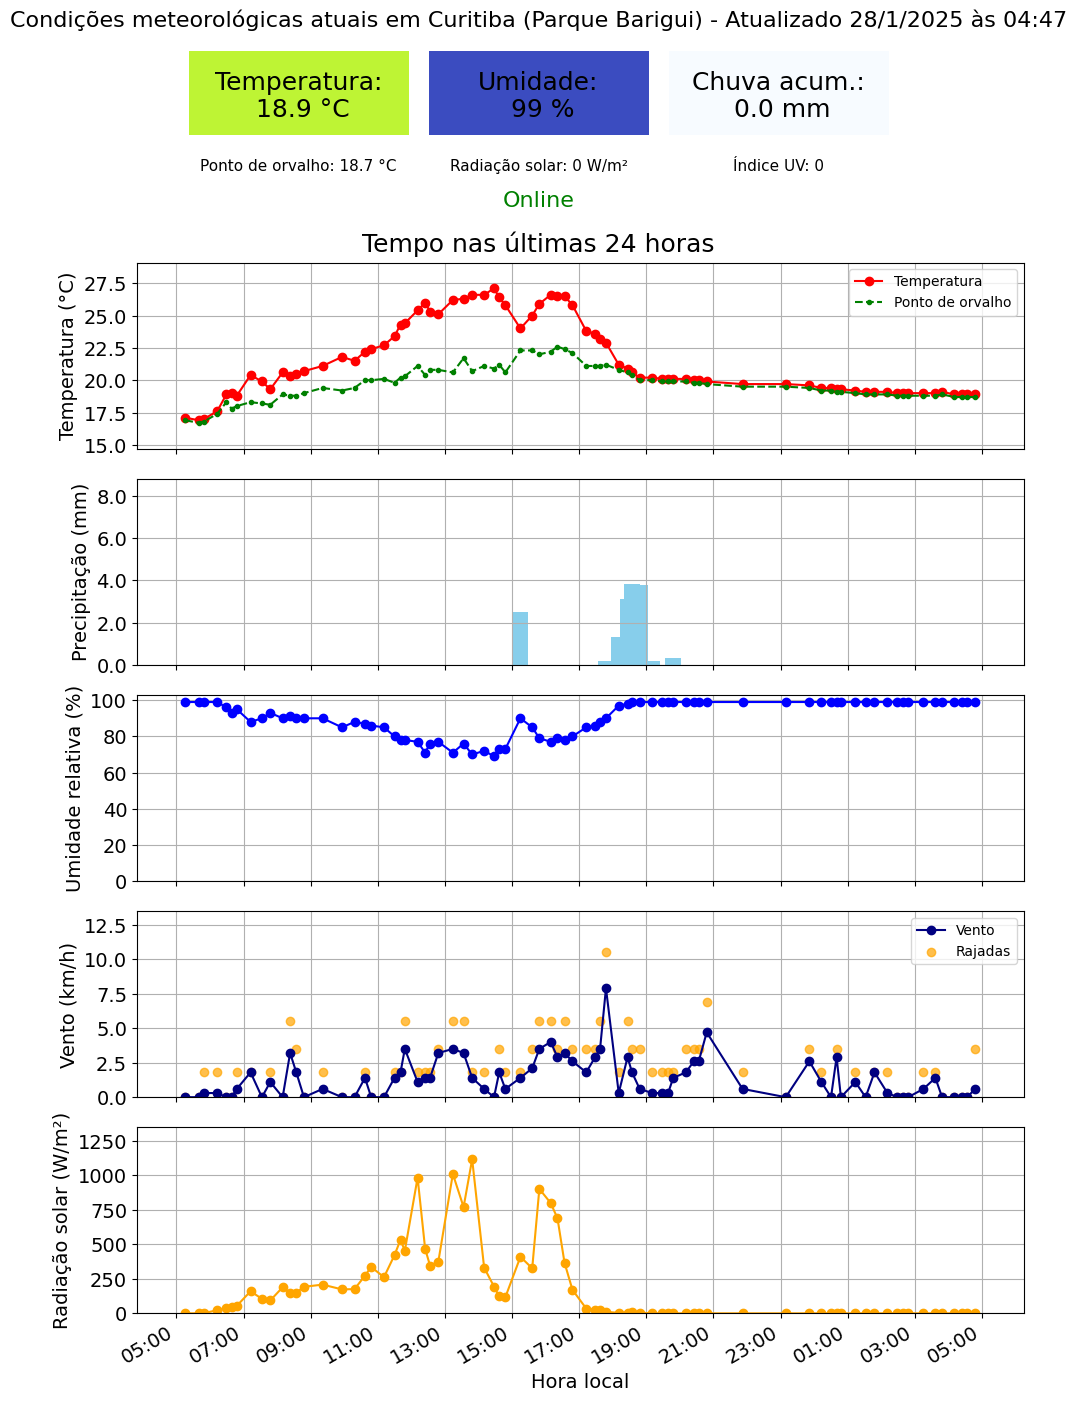 Condições meteorológicas atuais em Curitiba (Parque Barigui) - Atualizado 28/1/2025 às 04:47
Temperatura:
18.9 °C
Umidade:
99 %
Chuva acum.:
0.0 mm
Ponto de orvalho: 18.7 °C
Radiação solar: 0 W/m²
Índice UV: 0
Online
Tempo nas últimas 24 horas
Temperatura (°C)
27.5
25.0
22.5
20.0
17.5
15.0
Temperatura
Ponto de orvalho
Precipitação (mm)
8.0
6.0
4.0
2.0
0.0
Umidade relativa (%)
100
80
60
40
20
0
Vento (km/h)
12.5
10.0
7.5
5.0
2.5
0.0
Vento
Rajadas
Radiação solar (W/m²)
1250
1000
750
500
250
0
05:00
07:00
09:00
11:00
13:00
15:00
17:00
19:00
21:00
23:00
01:00
03:00
05:00
Hora local